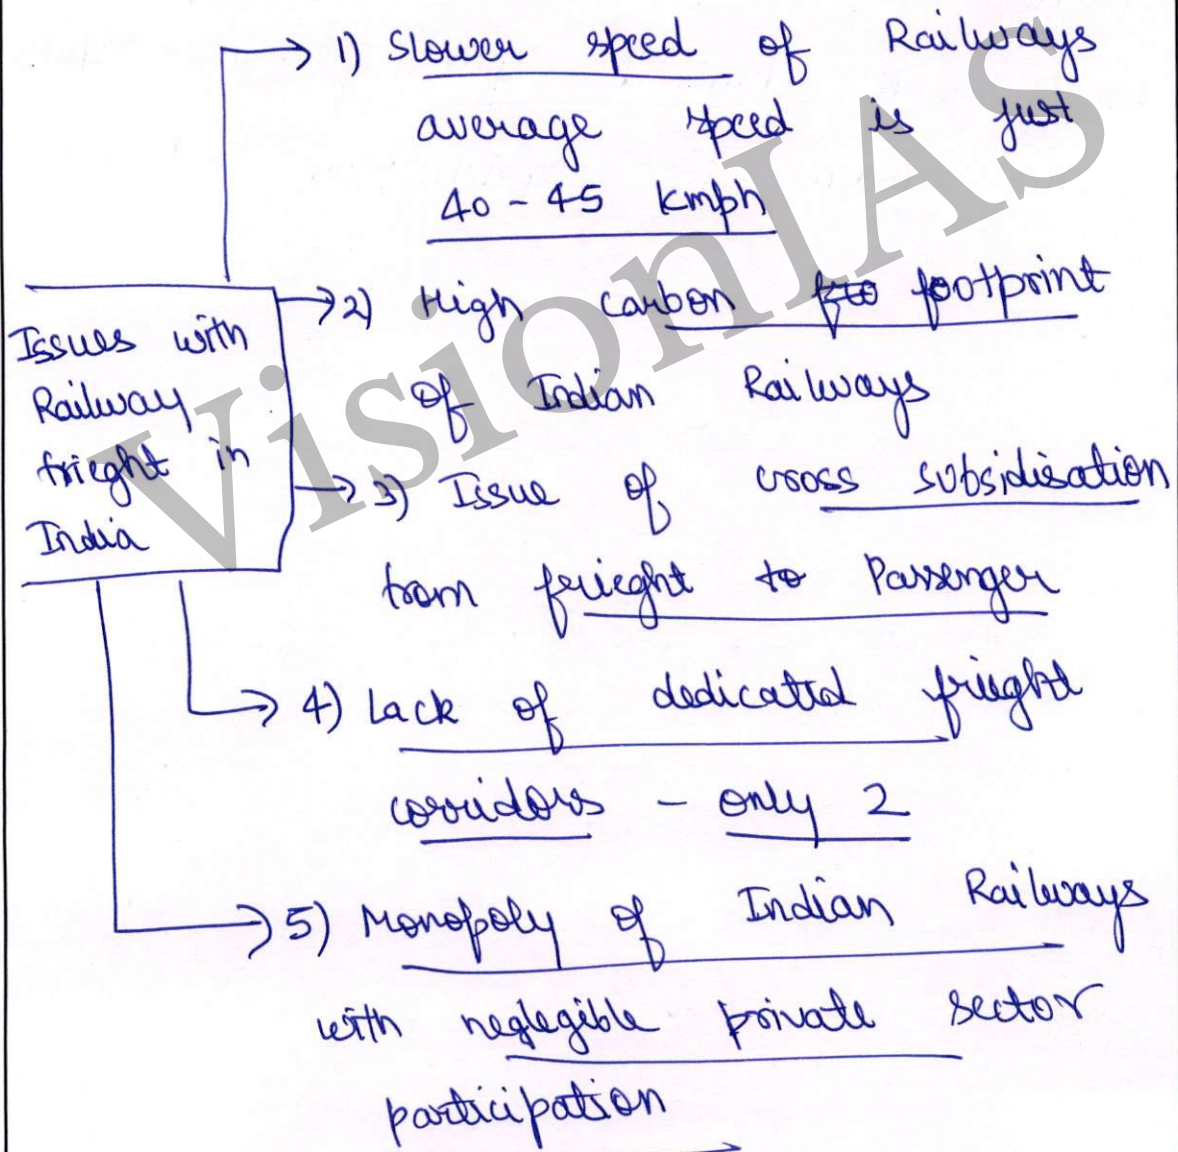 1) Slower speed of Railways
average speed is just
40-45 kmph
Issues with
Railway
frieght in
India
2) High carbon footprint
of Indian Railways
3) Issue of cross subsidisation
from frieght to Passenger
4) Lack of dedicated frieght
corridors - only 2
5) Monopoly of Indian Railways
with neglegible private sector
participation
VisionIAS